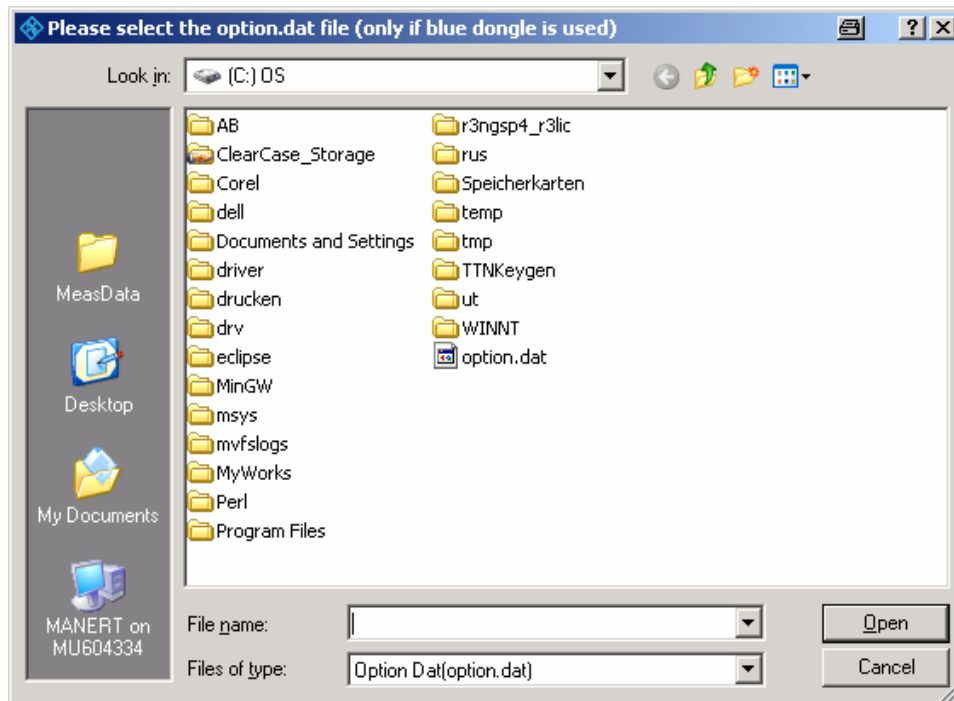 Please select the option.dat file (only if blue dongle is used)
Look in:
(C:) OS
MeasData
Desktop
My Documents
MANERT on
MU604334
AB
ClearCase_Storage
Corel
dell
Documents and Settings
driver
drucken
drv
eclipse
MinGW
msys
mvfslogs
MyWorks
Perl
Program Files
r3ngsp4_r3lic
rus
Speicherkarten
temp
tmp
TTNKeygen
ut
WINNT
option.dat
File name:
Open
Files of type:
Option Dat(option.dat)
Cancel